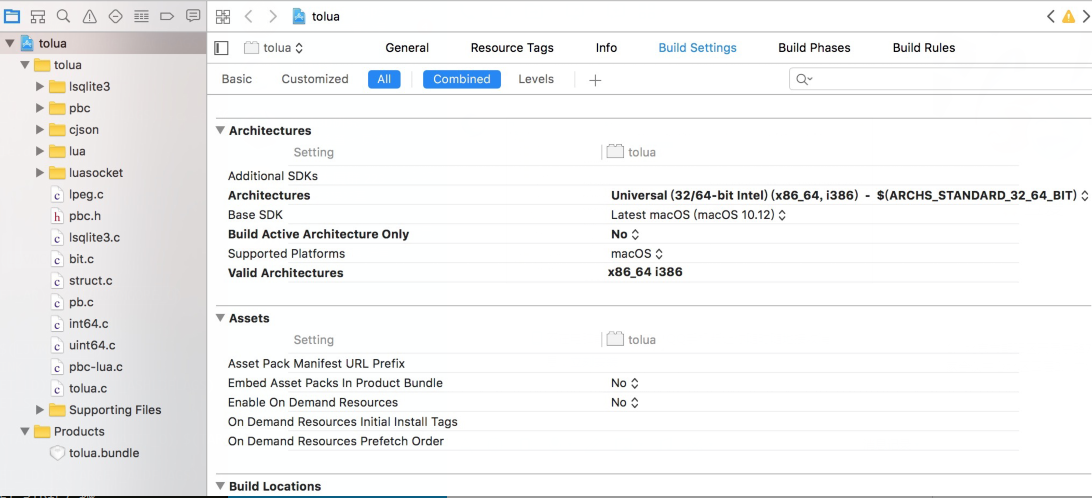 tolua
tolua
General
Resource Tags
Info
Build Settings
Build Phases
Build Rules
Basic
Customized
All
Combined
Levels
tolua
tolua
lsqlite3
pbc
cjson
lua
luasocket
c lpeg.c
h pbc.h
c lsqlite3.c
c bit.c
c struct.c
c pb.c
c int64.c
c uint64.c
c pbc-lua.c
c tolua.c
Supporting Files
Products
tolua.bundle
Architectures
Setting tolua
Additional SDKs
Architectures Universal (32/64-bit Intel) (x86_64, i386) - $(ARCHS_STANDARD_32_64_BIT)
Base SDK Latest macOS (macOS 10.12)
Build Active Architecture Only No
Supported Platforms macOS
Valid Architectures x86_64 i386
Assets
Setting tolua
Asset Pack Manifest URL Prefix
Embed Asset Packs In Product Bundle No
Enable On Demand Resources No
On Demand Resources Initial Install Tags
On Demand Resources Prefetch Order
Build Locations